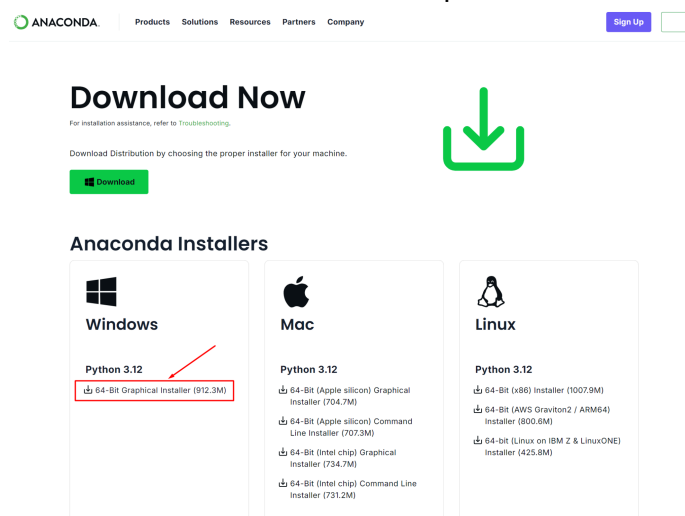 ANACONDA.
Products Solutions Resources Partners Company
Sign Up
Download Now
For installation assistance, refer to Troubleshooting.
Download Distribution by choosing the proper installer for your machine.
Download
Anaconda Installers
Windows
Python 3.12
64-Bit Graphical Installer (912.3M)
Mac
Python 3.12
64-Bit (Apple silicon) Graphical
Installer (704.7M)
64-Bit (Apple silicon) Command
Line Installer (707.3M)
64-Bit (Intel chip) Graphical
Installer (734.7M)
64-Bit (Intel chip) Command Line
Installer (731.2M)
Linux
Python 3.12
64-Bit (x86) Installer (1007.9M)
64-Bit (AWS Graviton2 / ARM64)
Installer (800.6M)
64-bit (Linux on IBM Z & LinuxONE)
Installer (425.8M)